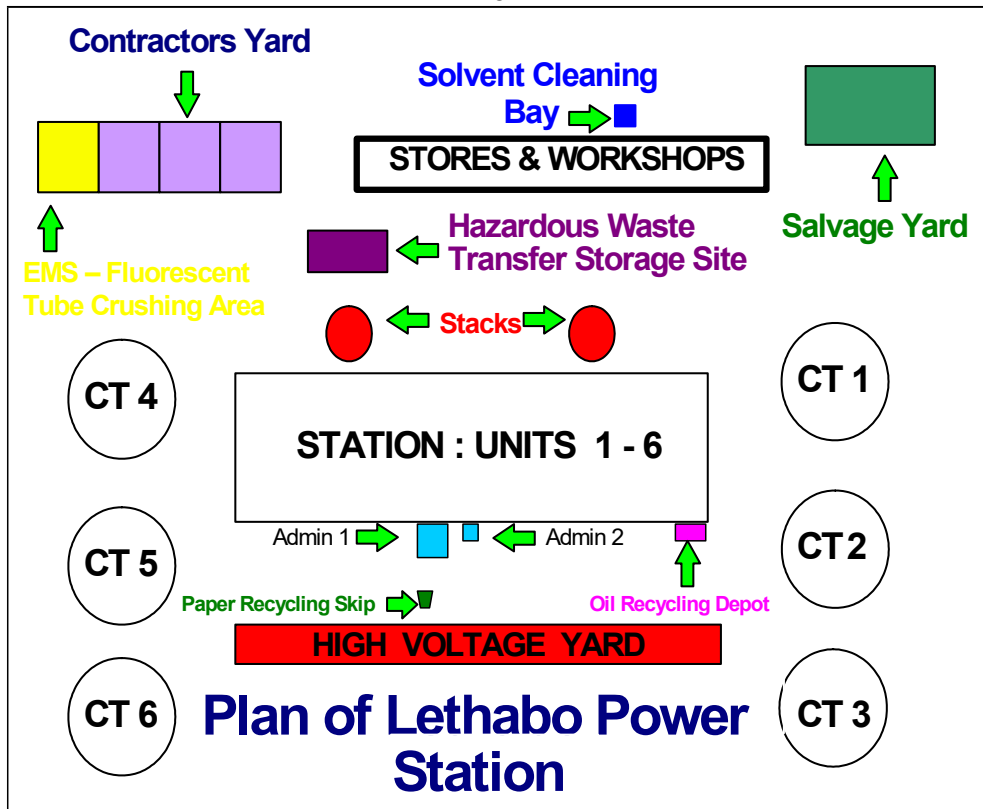 Contractors Yard
Solvent Cleaning
Bay
STORES & WORKSHOPS
Salvage Yard
Hazardous Waste
Transfer Storage Site
EMS – Fluorescent
Tube Crushing Area
Stacks
CT 4
CT 1
STATION : UNITS 1 - 6
Admin 1
Admin 2
CT 5
CT 2
Paper Recycling Skip
Oil Recycling Depot
HIGH VOLTAGE YARD
CT 6
CT 3
Plan of Lethabo Power
Station